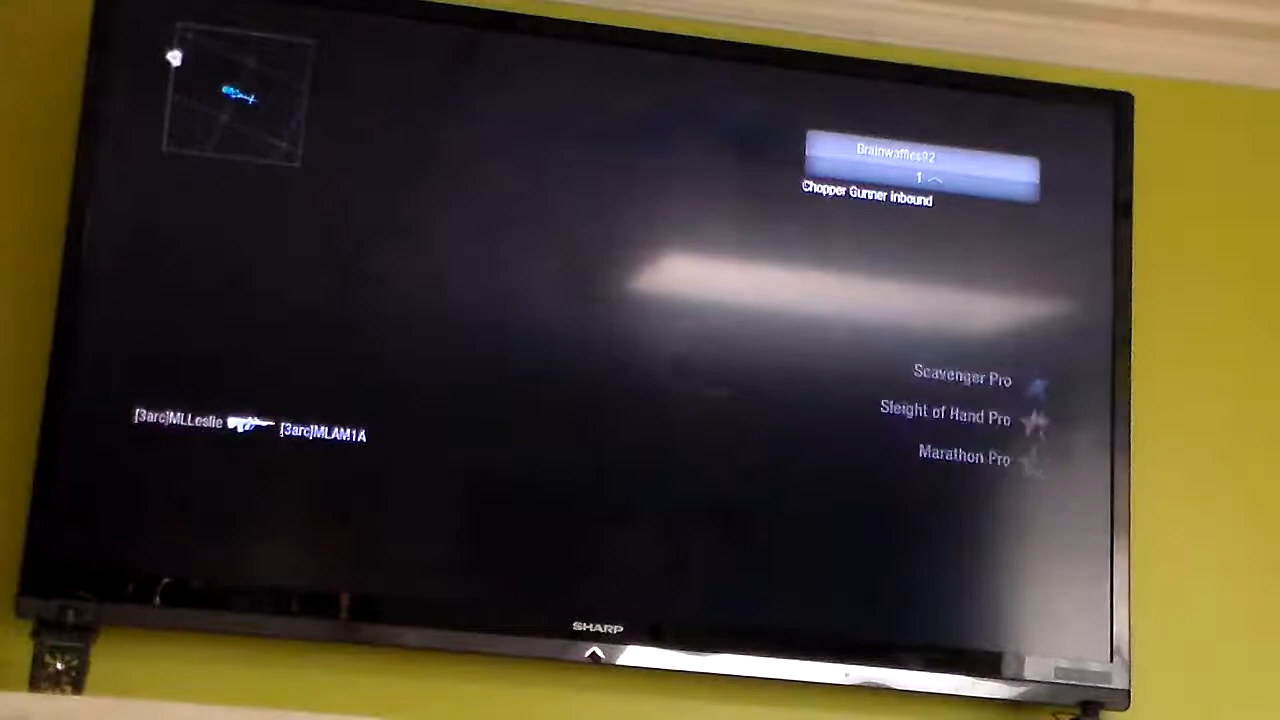 Brainwaffles92
1
Chopper Gunner Inbound
Scavenger Pro
Sleight of Hand Pro
Marathon Pro
[3arc]MLLeslie [3arc]MLAM1A
SHARP